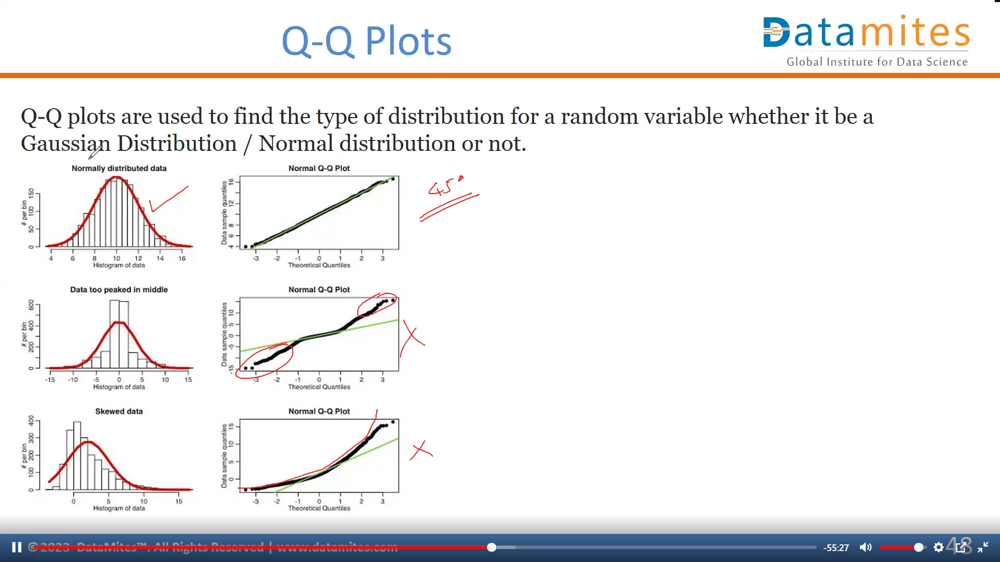 Q-Q Plots
Datamites
Global Institute for Data Science
Q-Q plots are used to find the type of distribution for a random variable whether it be a
Gaussian Distribution / Normal distribution or not.
Normally distributed data
# per bin
0 50 100 150
4 6 8 10 12 14 16
Histogram of data
Normal Q-Q Plot
Data sample quantiles
4 6 8 12 16
-3 -2 -1 0 1 2 3
Theoretical Quantiles
45°
Data too peaked in middle
# per bin
0 200 400 600
-15 -10 -5 0 5 10 15
Histogram of data
Normal Q-Q Plot
Data sample quantiles
-15 -5 0 5 10
-3 -2 -1 0 1 2 3
Theoretical Quantiles
X
Skewed data
# per bin
0 100 200 300 400
0 5 10 15
Histogram of data
Normal Q-Q Plot
Data sample quantiles
0 5 10 15
-3 -2 -1 0 1 2 3
Theoretical Quantiles
X
© 2023 DataMites™. All Rights Reserved | www.datamites.com
-55:27
48